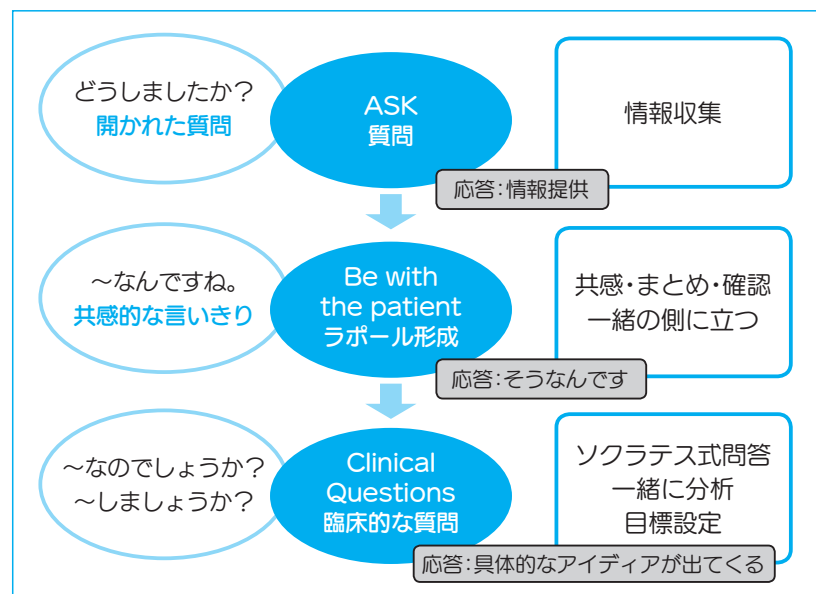 どうしましたか？
開かれた質問
ASK
質問
情報収集
応答：情報提供
～なんですね。
共感的な言いきり
Be with
the patient
ラポール形成
共感・まとめ・確認
一緒の側に立つ
応答：そうなんです
～なのでしょうか？
～しましょうか？
Clinical
Questions
臨床的な質問
ソクラテス式問答
一緒に分析
目標設定
応答：具体的なアイディアが出てくる